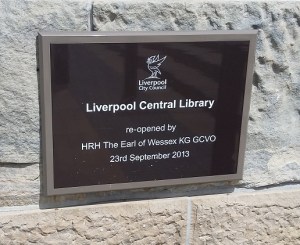 Liverpool
City Council
Liverpool Central Library
re-opened by
HRH The Earl of Wessex KG GCVO
23rd September 2013